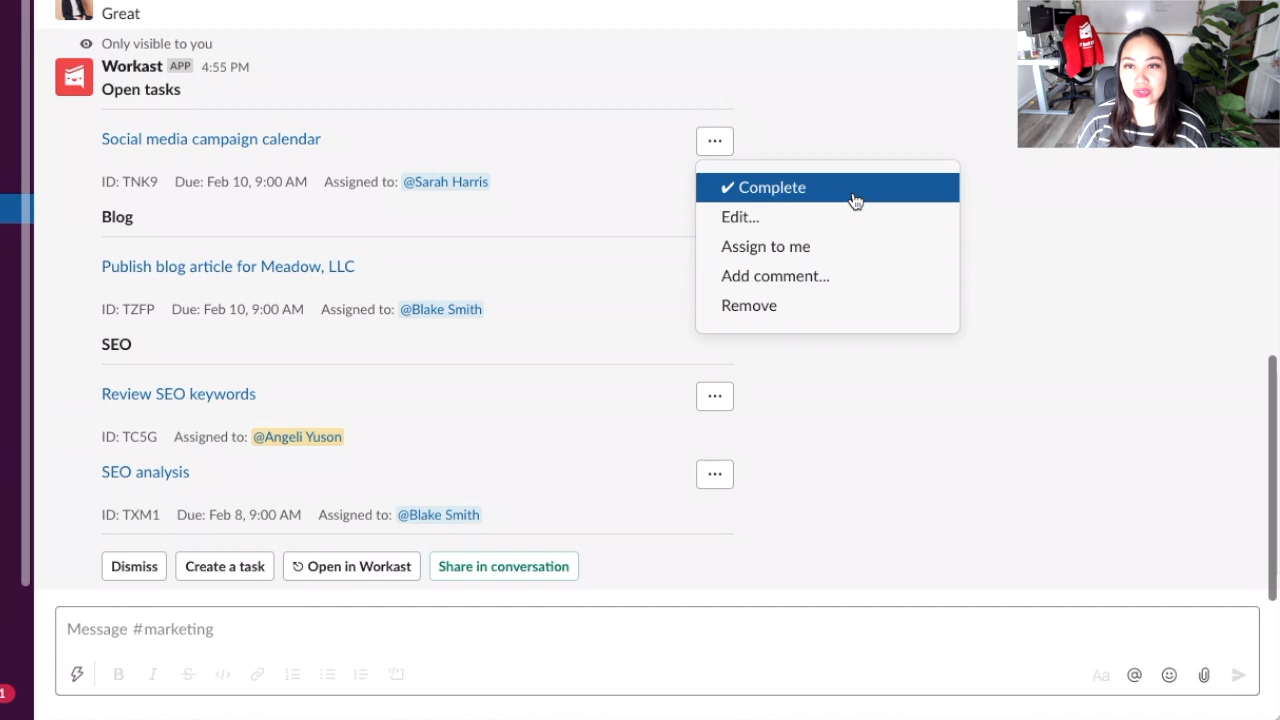 Great
Only visible to you
Workast APP 4:55 PM
Open tasks
Social media campaign calendar
ID: TNK9 Due: Feb 10, 9:00 AM Assigned to: @Sarah Harris
✔ Complete
Edit...
Assign to me
Add comment...
Remove
Blog
Publish blog article for Meadow, LLC
ID: TZFP Due: Feb 10, 9:00 AM Assigned to: @Blake Smith
SEO
Review SEO keywords
ID: TC5G Assigned to: @Angeli Yuson
SEO analysis
ID: TXM1 Due: Feb 8, 9:00 AM Assigned to: @Blake Smith
Dismiss Create a task Open in Workast Share in conversation
Message #marketing
B I S </> Aa @
1